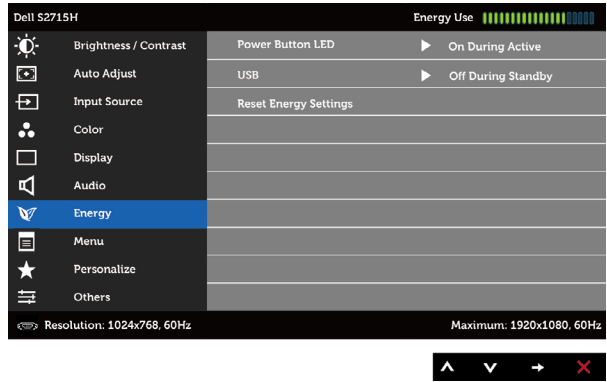 Dell S2715H Energy Use
Brightness / Contrast Power Button LED On During Active
Auto Adjust USB Off During Standby
Input Source Reset Energy Settings
Color
Display
Audio
Energy
Menu
Personalize
Others
Resolution: 1024x768, 60Hz Maximum: 1920x1080, 60Hz